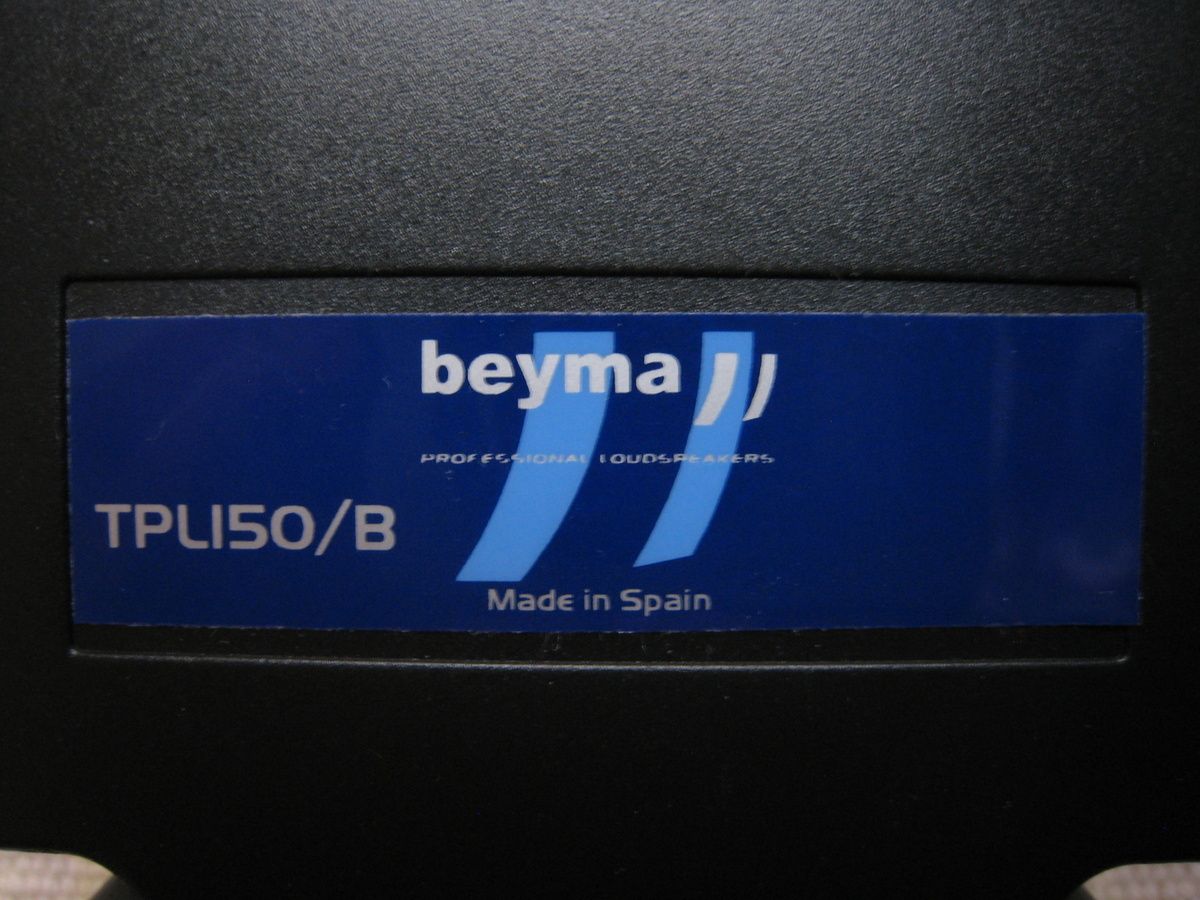 beyma
PROFESSIONAL LOUDSPEAKERS
TPL150/B
Made in Spain